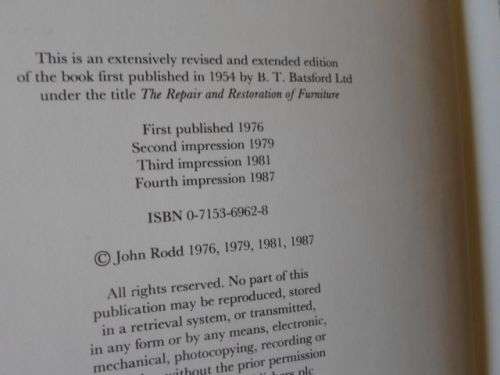 This is an extensively revised and extended edition
of the book first published in 1954 by B. T. Batsford Ltd
under the title The Repair and Restoration of Furniture
First published 1976
Second impression 1979
Third impression 1981
Fourth impression 1987
ISBN 0-7153-6962-8
© John Rodd 1976, 1979, 1981, 1987
All rights reserved. No part of this
publication may be reproduced, stored
in a retrieval system, or transmitted,
in any form or by any means, electronic,
mechanical, photocopying, recording or
without the prior permission
plc